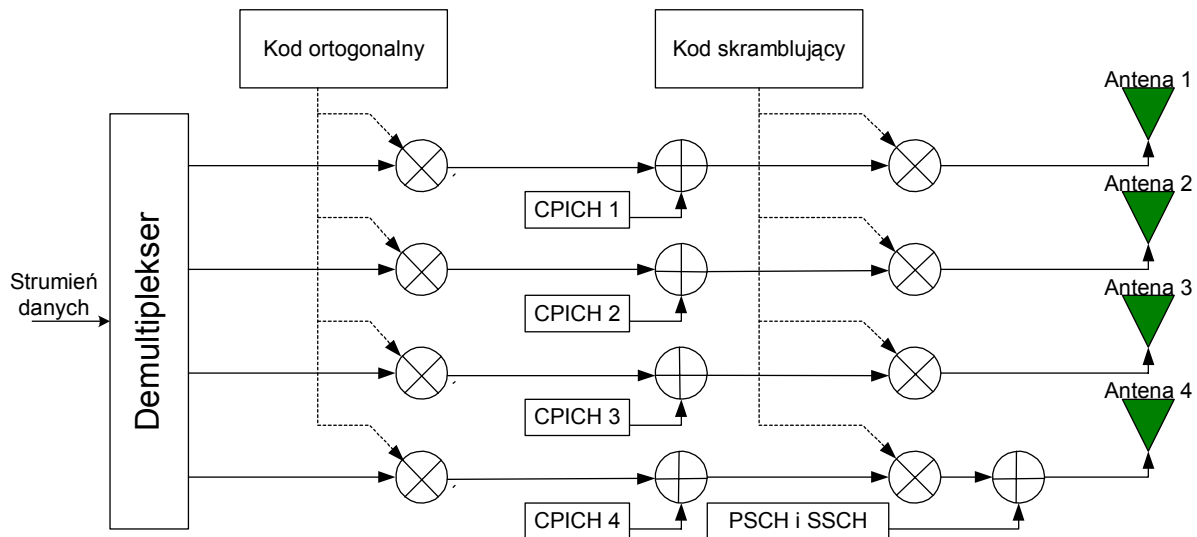 Kod ortogonalny
Kod skramblujący
Antena 1
Antena 2
Antena 3
Antena 4
Strumień
danych
Demultiplekser
CPICH 1
CPICH 2
CPICH 3
CPICH 4
PSCH i SSCH